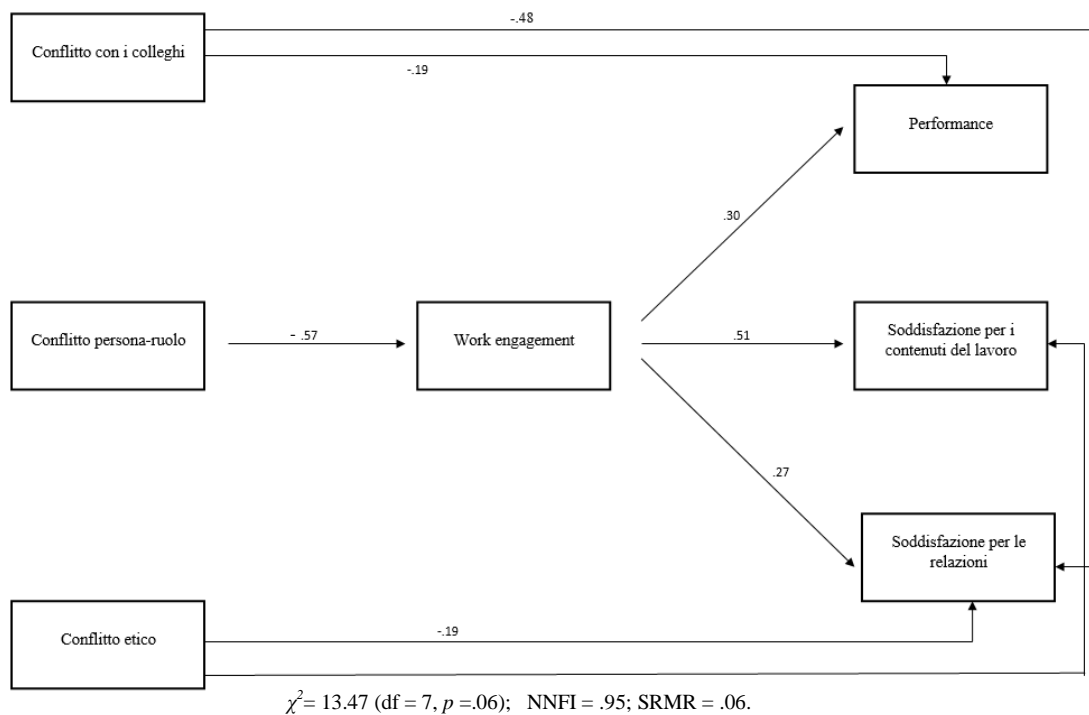 -.48
Conflitto con i colleghi
-.19
Performance
.30
Conflitto persona-ruolo
- .57
Work engagement
.51
Soddisfazione per i
contenuti del lavoro
.27
Soddisfazione per le
relazioni
Conflitto etico
-.19
χ²= 13.47 (df = 7, p =.06); NNFI = .95; SRMR = .06.